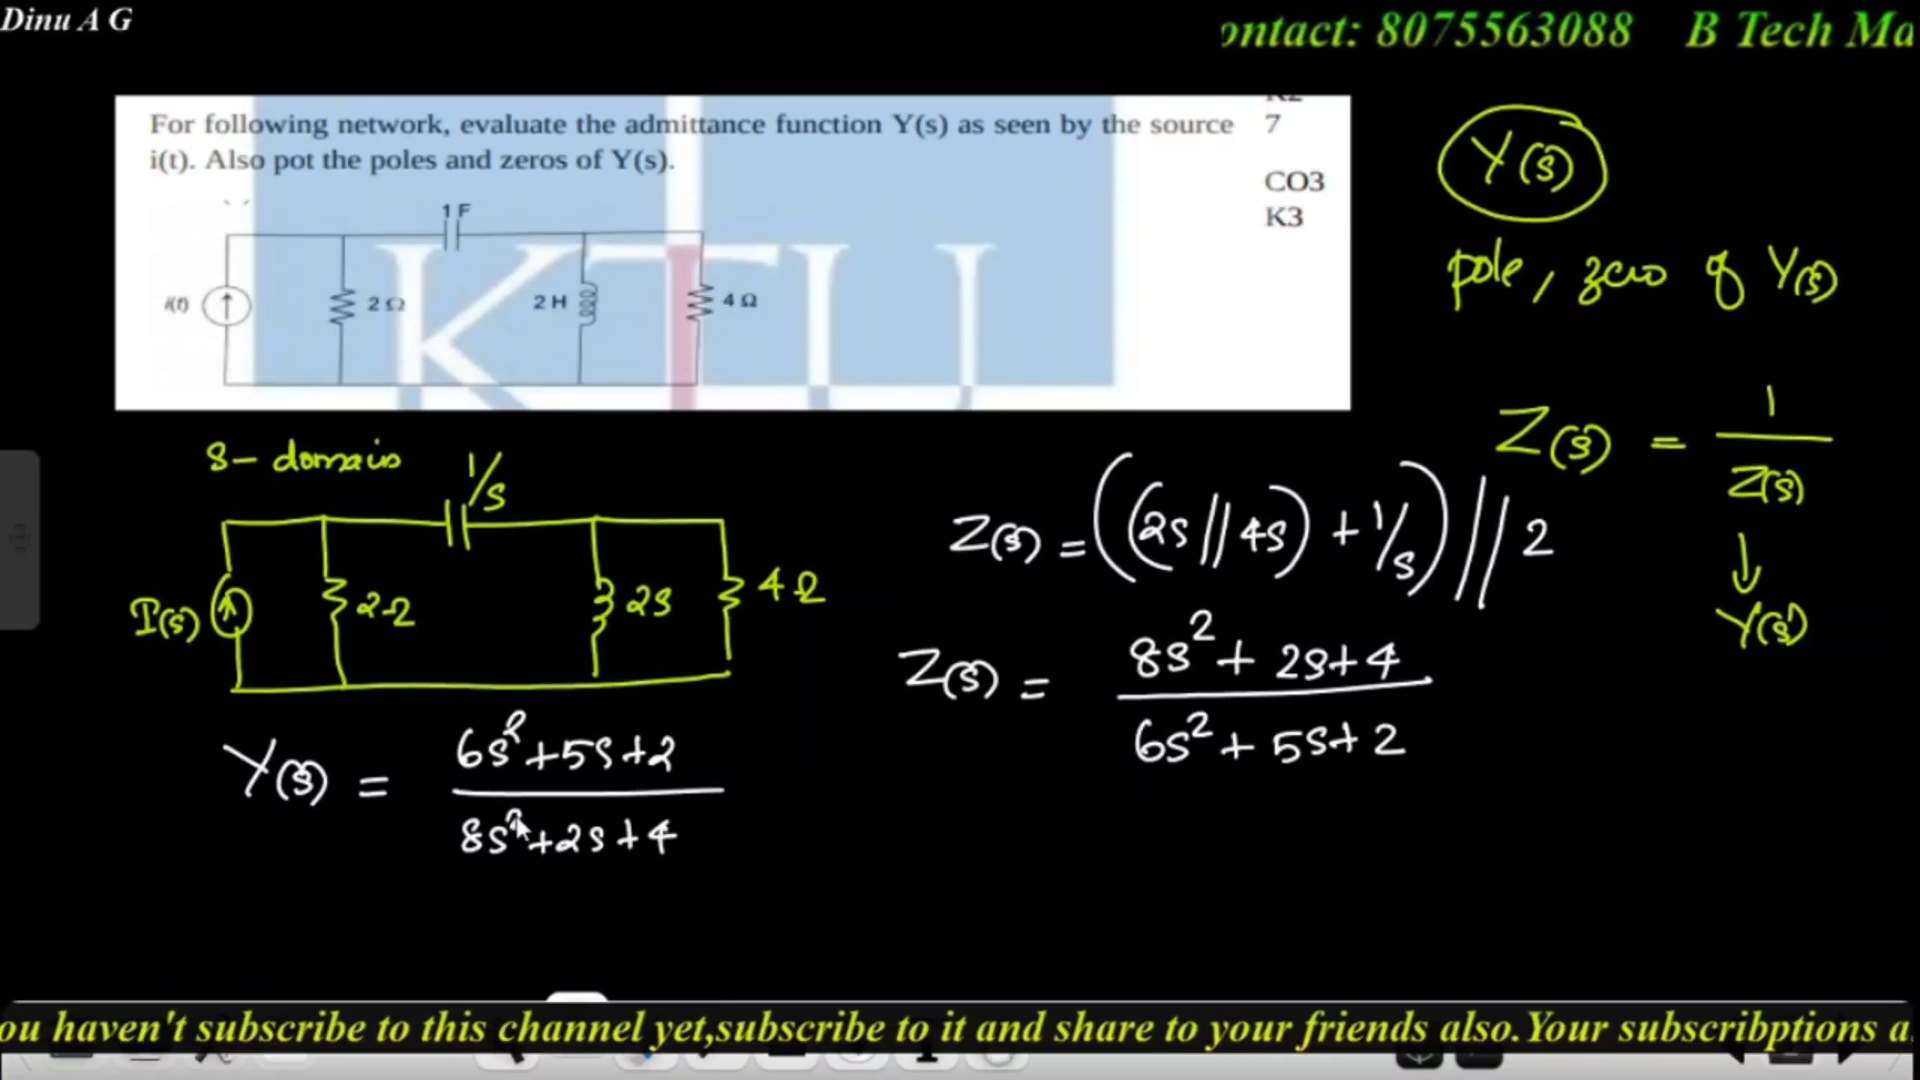 Dinu A G
ontact: 8075563088 B Tech Ma
For following network, evaluate the admittance function Y(s) as seen by the source 7
i(t). Also pot the poles and zeros of Y(s).
CO3
K3
1 F
i(t)
2 Ω
2 H
4 Ω
KTU
Y(s)
pole, zero of Y(s)
Z(s) = 1/Z(s)
↓
Y(s)
S-domain
1/s
I(s)
2Ω
2s
4Ω
Z(s) = ((2s//4s) + 1/s) // 2
Z(s) = 8s²+2s+4
6s²+5s+2
Y(s) = 6s²+5s+2
8s²+2s+4
ou haven't subscribe to this channel yet,subscribe to it and share to your friends also.Your subscribptions a